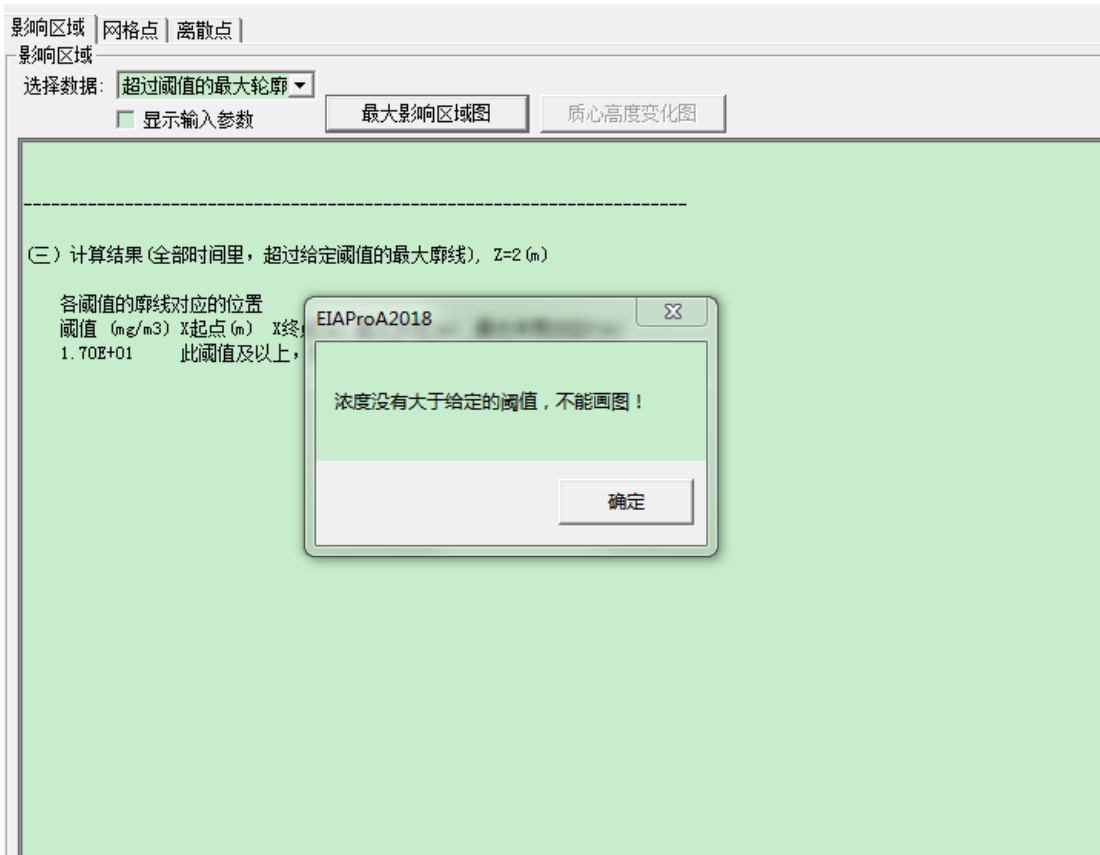 影响区域 网格点 离散点
影响区域
选择数据: 超过阈值的最大轮廓
显示输入参数 最大影响区域图 质心高度变化图
(三) 计算结果(全部时间里，超过给定阈值的最大廓线), Z=2(m)
各阈值的廓线对应的位置
阈值 (mg/m3) X起点(m) X终
1.70E+01 此阈值及以上，
EIAProA2018
浓度没有大于给定的阈值，不能画图！
确定